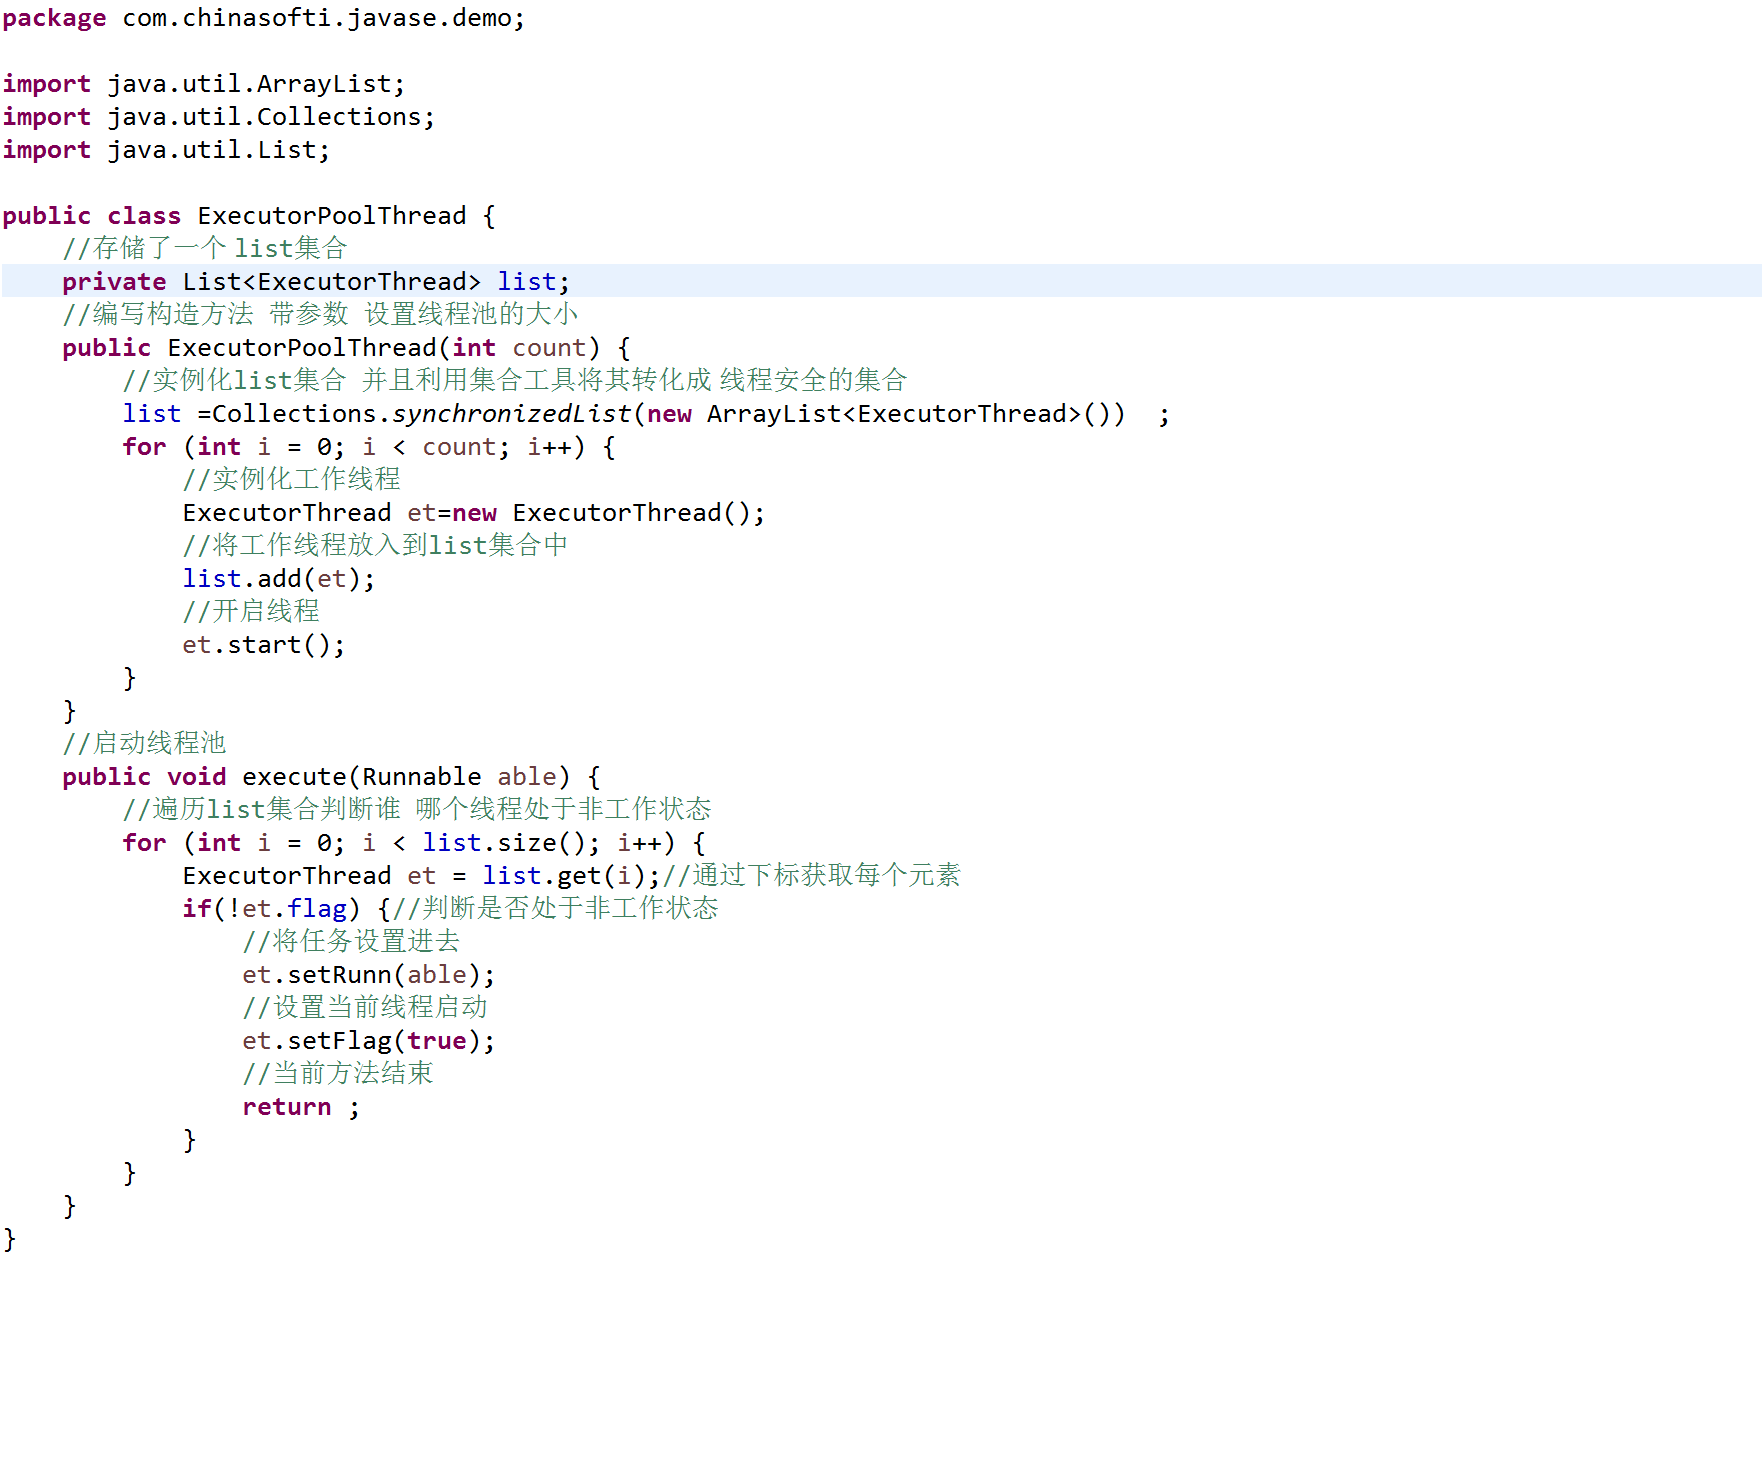 package com.chinasofti.javase.demo;
import java.util.ArrayList;
import java.util.Collections;
import java.util.List;
public class ExecutorPoolThread {
//存储了一个 list集合
private List<ExecutorThread> list;
//编写构造方法  带参数  设置线程池的大小
public ExecutorPoolThread(int count) {
//实例化list集合  并且利用集合工具将其转化成 线程安全的集合
list =Collections.synchronizedList(new ArrayList<ExecutorThread>())  ;
for (int i = 0; i < count; i++) {
//实例化工作线程
ExecutorThread et=new ExecutorThread();
//将工作线程放入到list集合中
list.add(et);
//开启线程
et.start();
}
}
//启动线程池
public void execute(Runnable able) {
//遍历list集合判断谁  哪个线程处于非工作状态
for (int i = 0; i < list.size(); i++) {
ExecutorThread et = list.get(i);//通过下标获取每个元素
if(!et.flag) {//判断是否处于非工作状态
//将任务设置进去
et.setRunn(able);
//设置当前线程启动
et.setFlag(true);
//当前方法结束
return ;
}
}
}
}